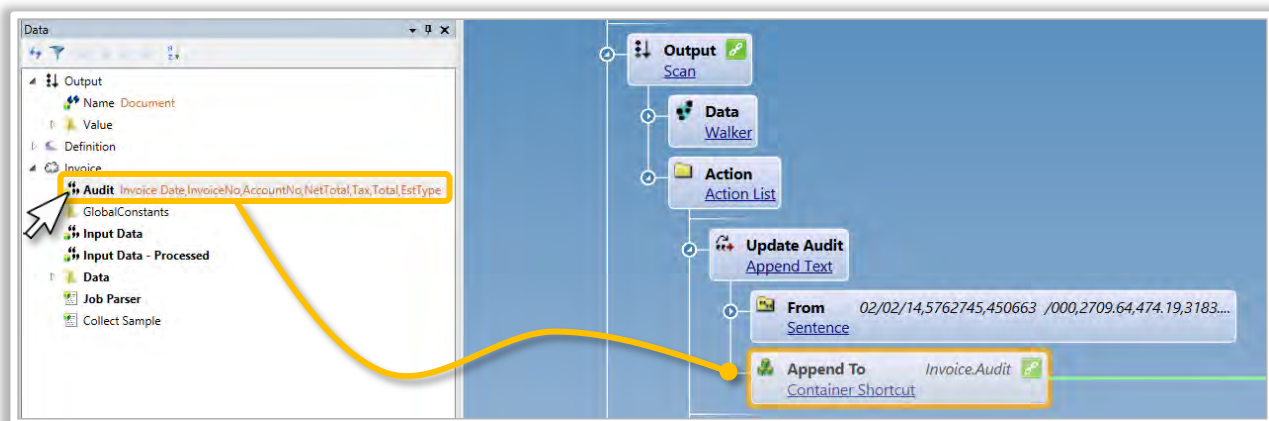 Data
Output
Name Document
Value
Definition
Invoice
Audit Invoice Date,InvoiceNo,AccountNo,NetTotal,Tax,Total,EstType
GlobalConstants
Input Data
Input Data - Processed
Data
Job Parser
Collect Sample
Output
Scan
Data
Walker
Action
Action List
Update Audit
Append Text
From 02/02/14,5762745,450663 /000,2709.64,474.19,3183....
Sentence
Append To Invoice.Audit
Container Shortcut